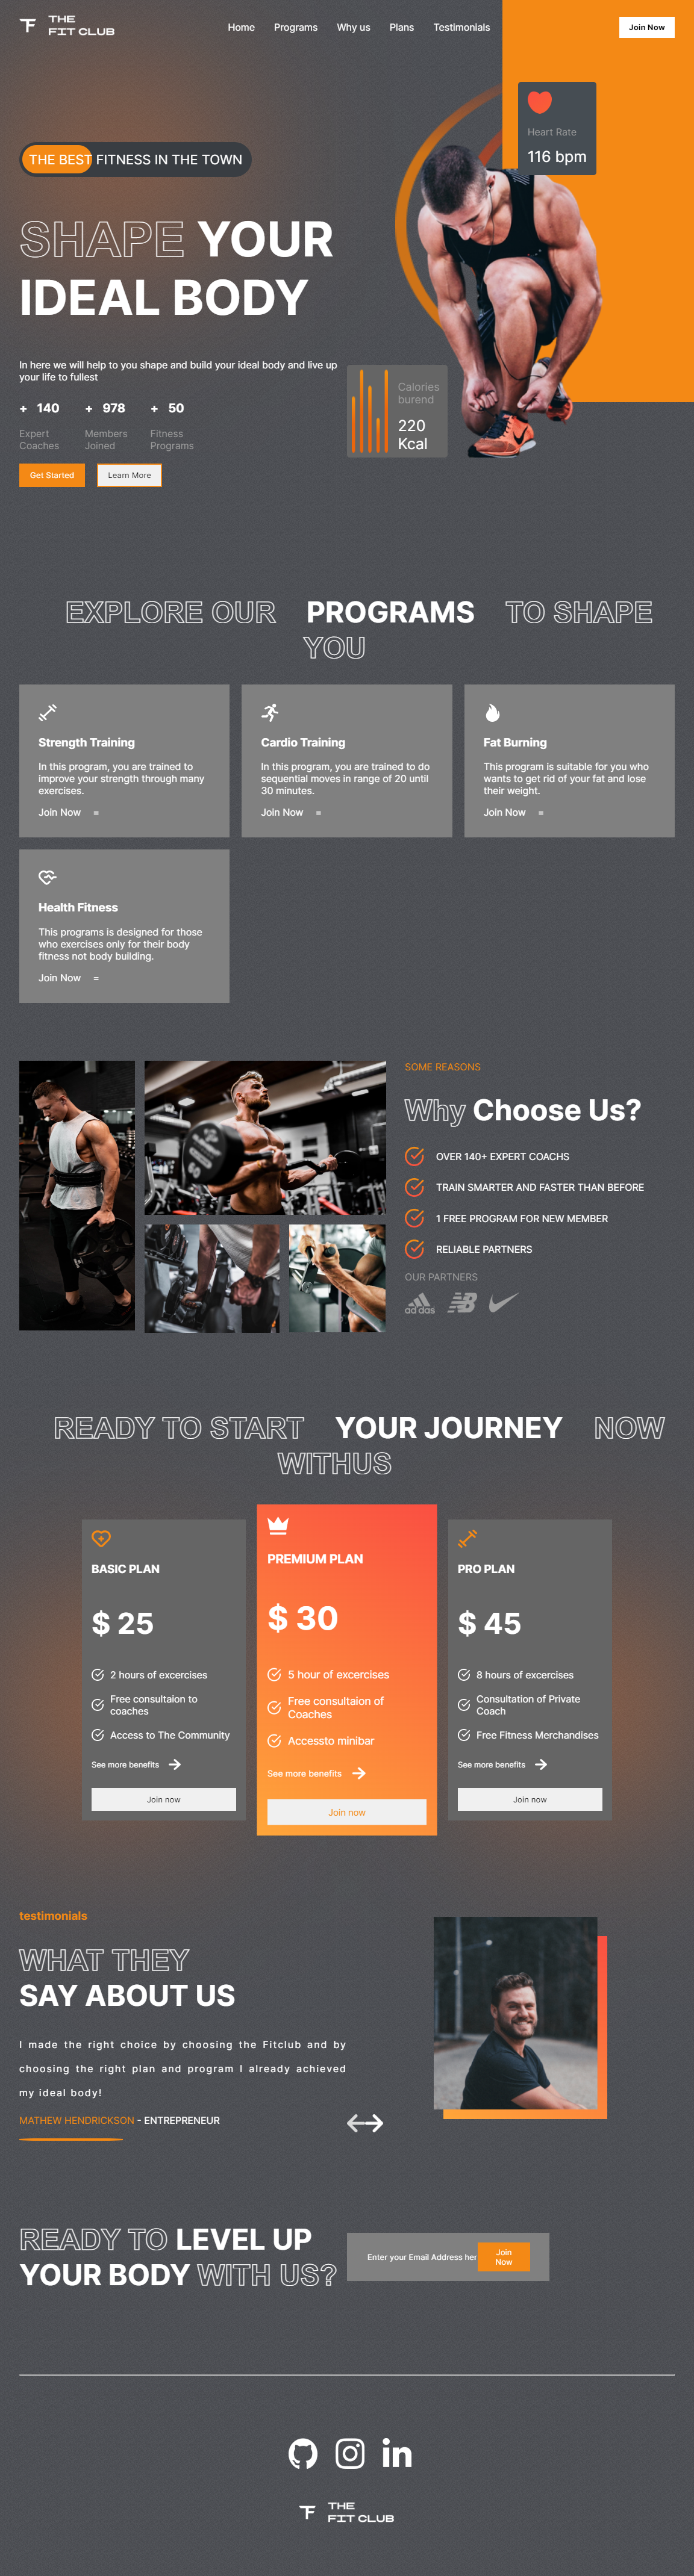 THE
FIT CLUB
Home Programs Why us Plans Testimonials
Join Now
Heart Rate
116 bpm
THE BEST FITNESS IN THE TOWN
SHAPE YOUR
IDEAL BODY
In here we will help to you shape and build your ideal body and live up
your life to fullest
+ 140 + 978 + 50
Expert Members Fitness
Coaches Joined Programs
Get Started Learn More
Calories
burend
220
Kcal
EXPLORE OUR PROGRAMS TO SHAPE
YOU
Strength Training
In this program, you are trained to
improve your strength through many
exercises.
Join Now =
Cardio Training
In this program, you are trained to do
sequential moves in range of 20 until
30 minutes.
Join Now =
Fat Burning
This program is suitable for you who
wants to get rid of your fat and lose
their weight.
Join Now =
Health Fitness
This programs is designed for those
who exercises only for their body
fitness not body building.
Join Now =
SOME REASONS
Why Choose Us?
OVER 140+ EXPERT COACHS
TRAIN SMARTER AND FASTER THAN BEFORE
1 FREE PROGRAM FOR NEW MEMBER
RELIABLE PARTNERS
OUR PARTNERS
adidas NB
READY TO START YOUR JOURNEY NOW
WITHUS
BASIC PLAN
$ 25
2 hours of excercises
Free consultaion to
coaches
Access to The Community
See more benefits
Join now
PREMIUM PLAN
$ 30
5 hour of excercises
Free consultaion of
Coaches
Accessto minibar
See more benefits
Join now
PRO PLAN
$ 45
8 hours of excercises
Consultation of Private
Coach
Free Fitness Merchandises
See more benefits
Join now
testimonials
WHAT THEY
SAY ABOUT US
I made the right choice by choosing the Fitclub and by
choosing the right plan and program I already achieved
my ideal body!
MATHEW HENDRICKSON - ENTREPRENEUR
READY TO LEVEL UP
YOUR BODY WITH US?
Enter your Email Address her
Join
Now
in
THE
FIT CLUB